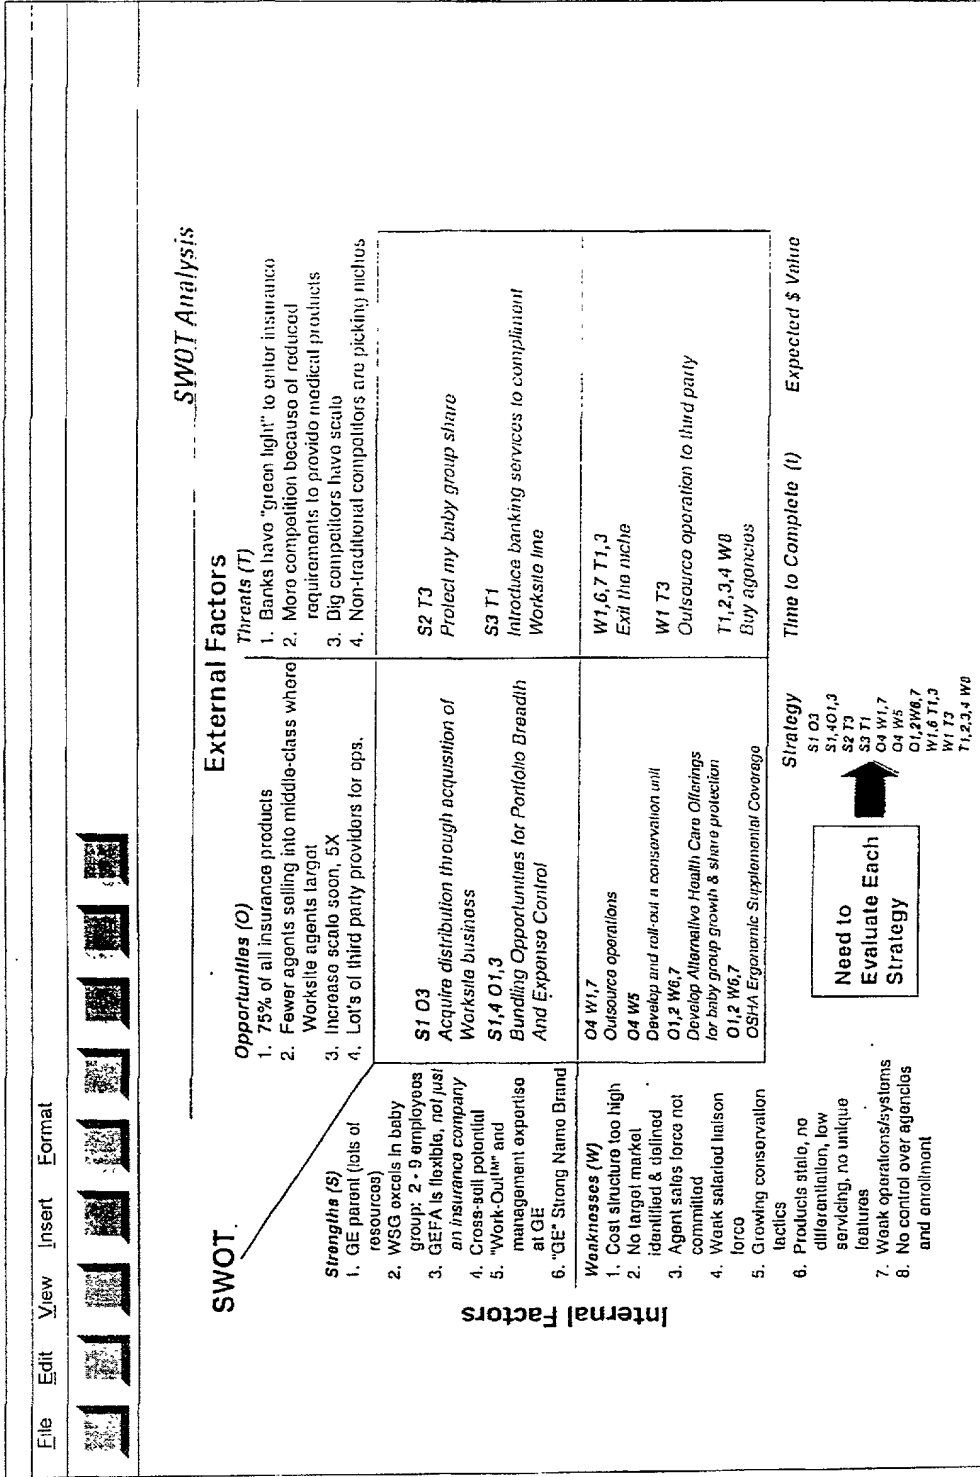 File Edit View Insert Format
SWOT Analysis
SWOT.
External Factors
Opportunities (O)
1. 75% of all insurance products
2. Fewer agents selling into middle-class where
Worksite agents target
3. Increase scale soon, 5X
4. Lot's of third party providers for ops.
Threats (T)
1. Banks have "green light" to enter insurance
2. More competition because of reduced
requirements to provide medical products
3. Big competitors have scale
4. Non-traditional competitors are picking niches
Internal Factors
Strengths (S)
1. GE parent (lots of
resources)
2. WSG excels in baby
group: 2 - 9 employees
3. GEFA is flexible, not just
an insurance company
4. Cross-sell potential
5. "Work-Out™" and
management expertise
at GE
6. "GE" Strong Name Brand
S1 O3
Acquire distribution through acquisition of
Worksite business
S1,4 O1,3
Bundling Opportunities for Portfolio Breadth
And Expense Control
S2 T3
Protect my baby group share
S3 T1
Introduce banking services to compliment
Worksite line
Weaknesses (W)
1. Cost structure too high
2. No target market
identified & defined
3. Agent sales force not
committed
4. Weak salaried liaison
force
5. Growing conservation
tactics
6. Products stale, no
differentiation, low
servicing, no unique
features
7. Weak operations/systems
8. No control over agencies
and enrollment
O4 W1,7
Outsource operations
O4 W5
Develop and roll-out a conservation unit
O1,2 W6,7
Develop Alternative Health Care Offerings
for baby group growth & share protection
O1,2 W6,7
OSHA Ergonomic Supplemental Coverage
W1,6,7 T1,3
Exit the niche
W1 T3
Outsource operation to third party
T1,2,3,4 W8
Buy agencies
Need to
Evaluate Each
Strategy
Strategy Time to Complete (t) Expected $ Value
S1 O3
S1,4O1,3
S2 T3
S3 T1
O4 W1,7
O4 W5
O1,2W6,7
W1,6 T1,3
W1 T3
T1,2,3,4 W8